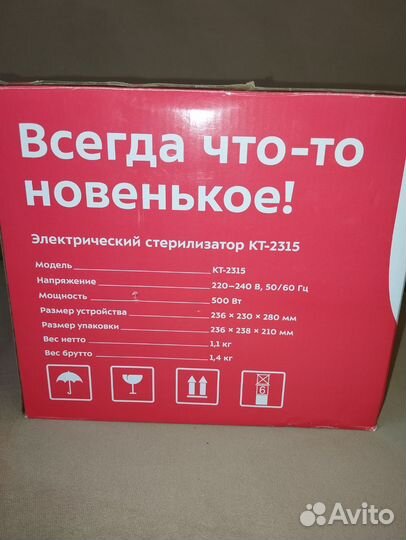 Всегда что-то
новенькое!
Электрический стерилизатор КТ-2315
Модель КТ-2315
Напряжение 220–240 В, 50/60 Гц
Мощность 500 Вт
Размер устройства 236 × 230 × 280 мм
Размер упаковки 236 × 238 × 210 мм
Вес нетто 1,1 кг
Вес брутто 1,4 кг
6
Avito